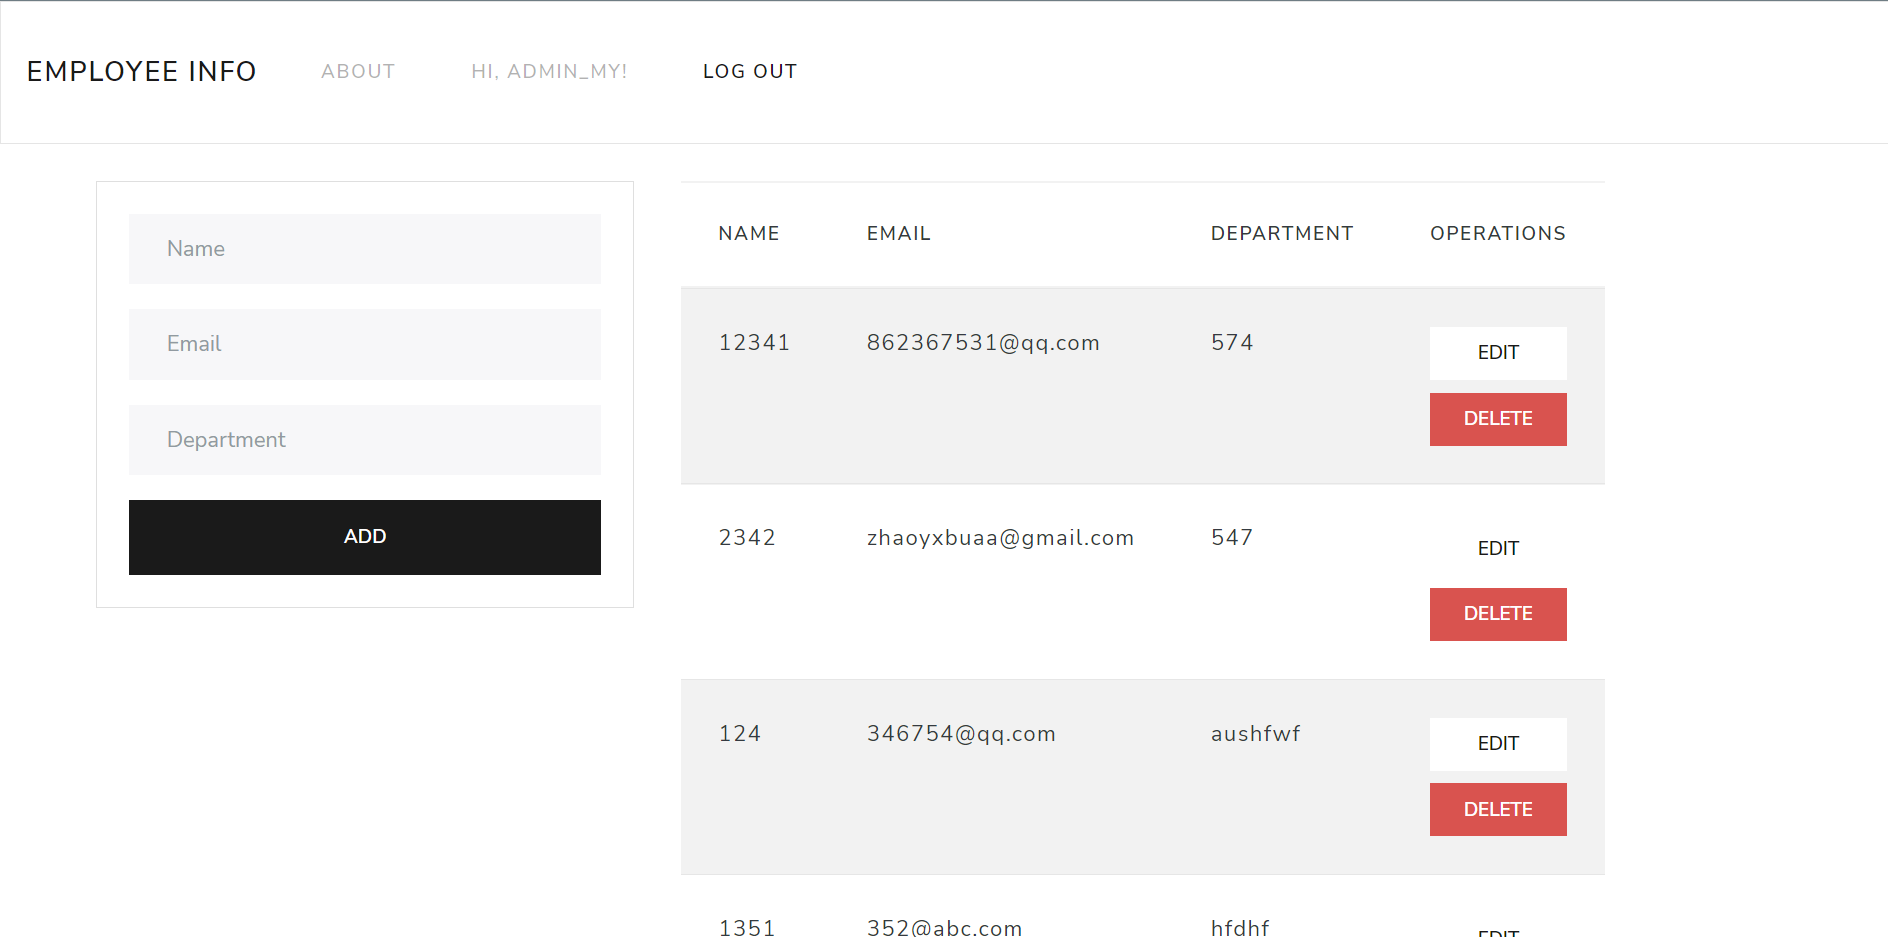 EMPLOYEE INFO ABOUT HI, ADMIN_MY! LOG OUT
Name
Email
Department
ADD
NAME EMAIL DEPARTMENT OPERATIONS
12341 862367531@qq.com 574 EDIT
DELETE
2342 zhaoyxbuaa@gmail.com 547 EDIT
DELETE
124 346754@qq.com aushfwf EDIT
DELETE
1351 352@abc.com hfdhf EDIT